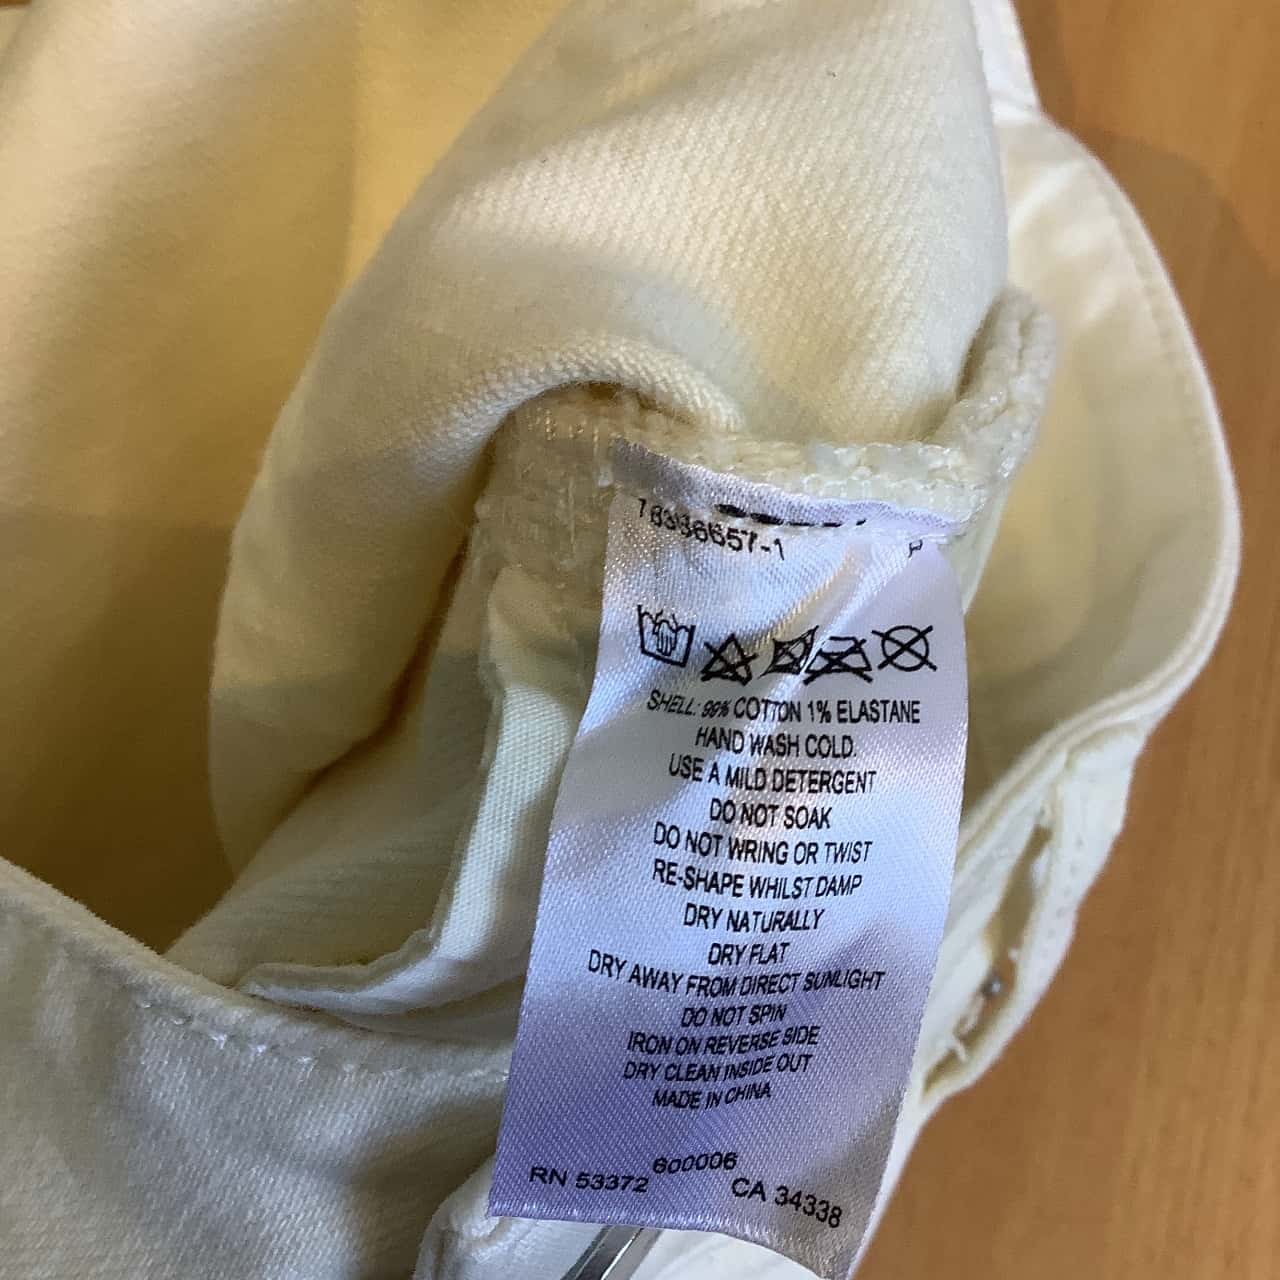 SHELL: 99% COTTON 1% ELASTANE
HAND WASH COLD.
USE A MILD DETERGENT
DO NOT SOAK
DO NOT WRING OR TWIST
RE-SHAPE WHILST DAMP
DRY NATURALLY
DRY FLAT
DRY AWAY FROM DIRECT SUNLIGHT
DO NOT SPIN
IRON ON REVERSE SIDE
DRY CLEAN INSIDE OUT
MADE IN CHINA
600006
RN 53372
CA 34338